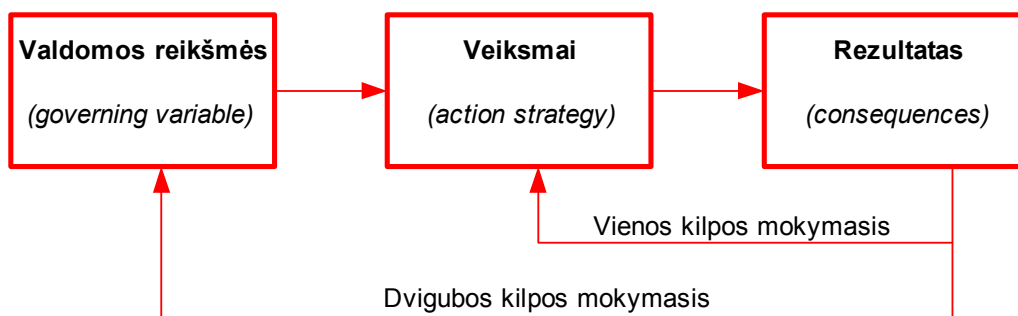 Valdomos reikšmės
(governing variable)
Veiksmai
(action strategy)
Rezultatas
(consequences)
Vienos kilpos mokymasis
Dvigubos kilpos mokymasis